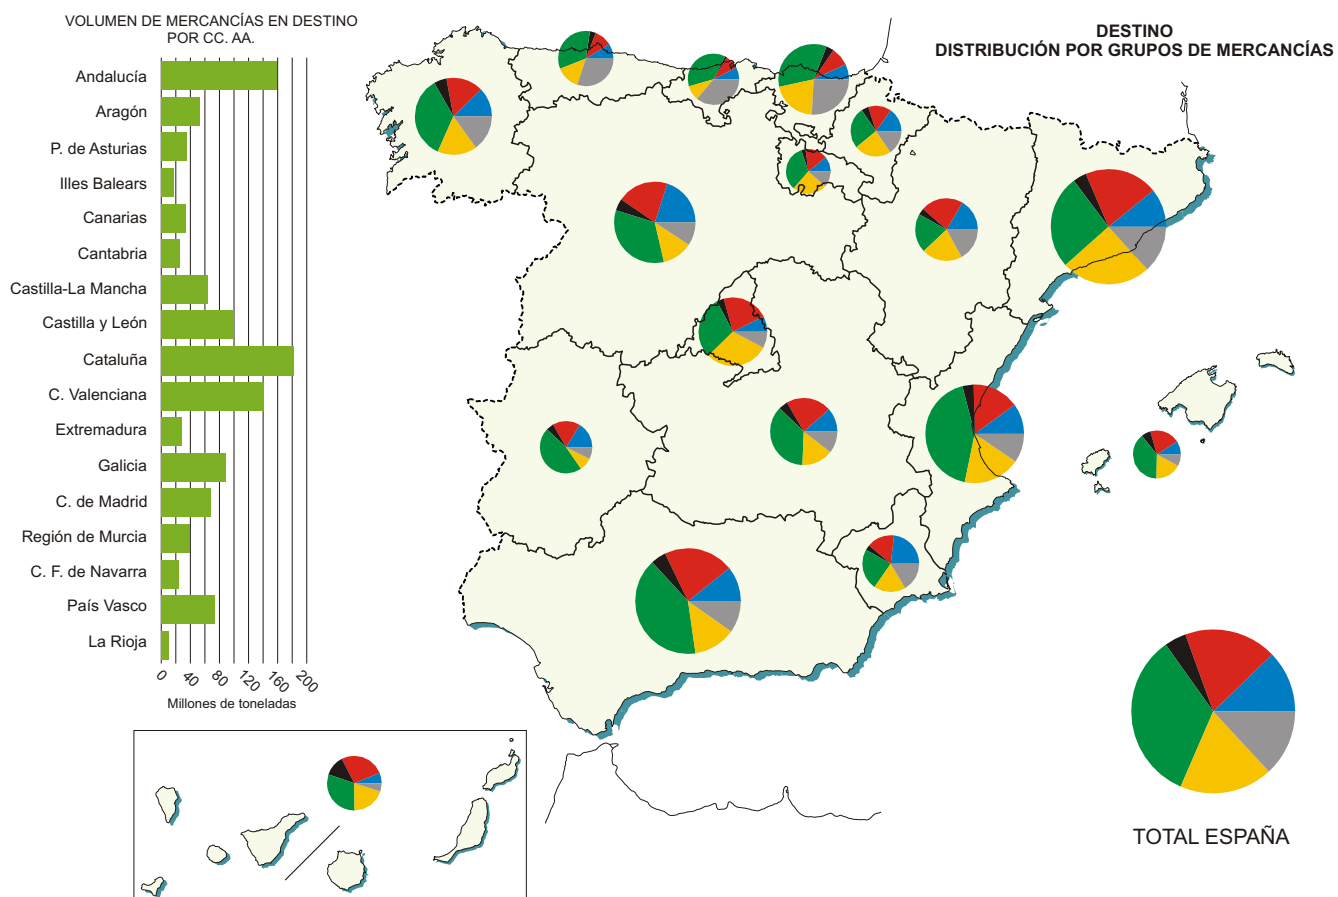 VOLUMEN DE MERCANCÍAS EN DESTINO
POR CC. AA.
Andalucía
Aragón
P. de Asturias
Illes Balears
Canarias
Cantabria
Castilla-La Mancha
Castilla y León
Cataluña
C. Valenciana
Extremadura
Galicia
C. de Madrid
Región de Murcia
C. F. de Navarra
País Vasco
La Rioja
0 40 80 120 160 200
Millones de toneladas
DESTINO
DISTRIBUCIÓN POR GRUPOS DE MERCANCÍAS
TOTAL ESPAÑA